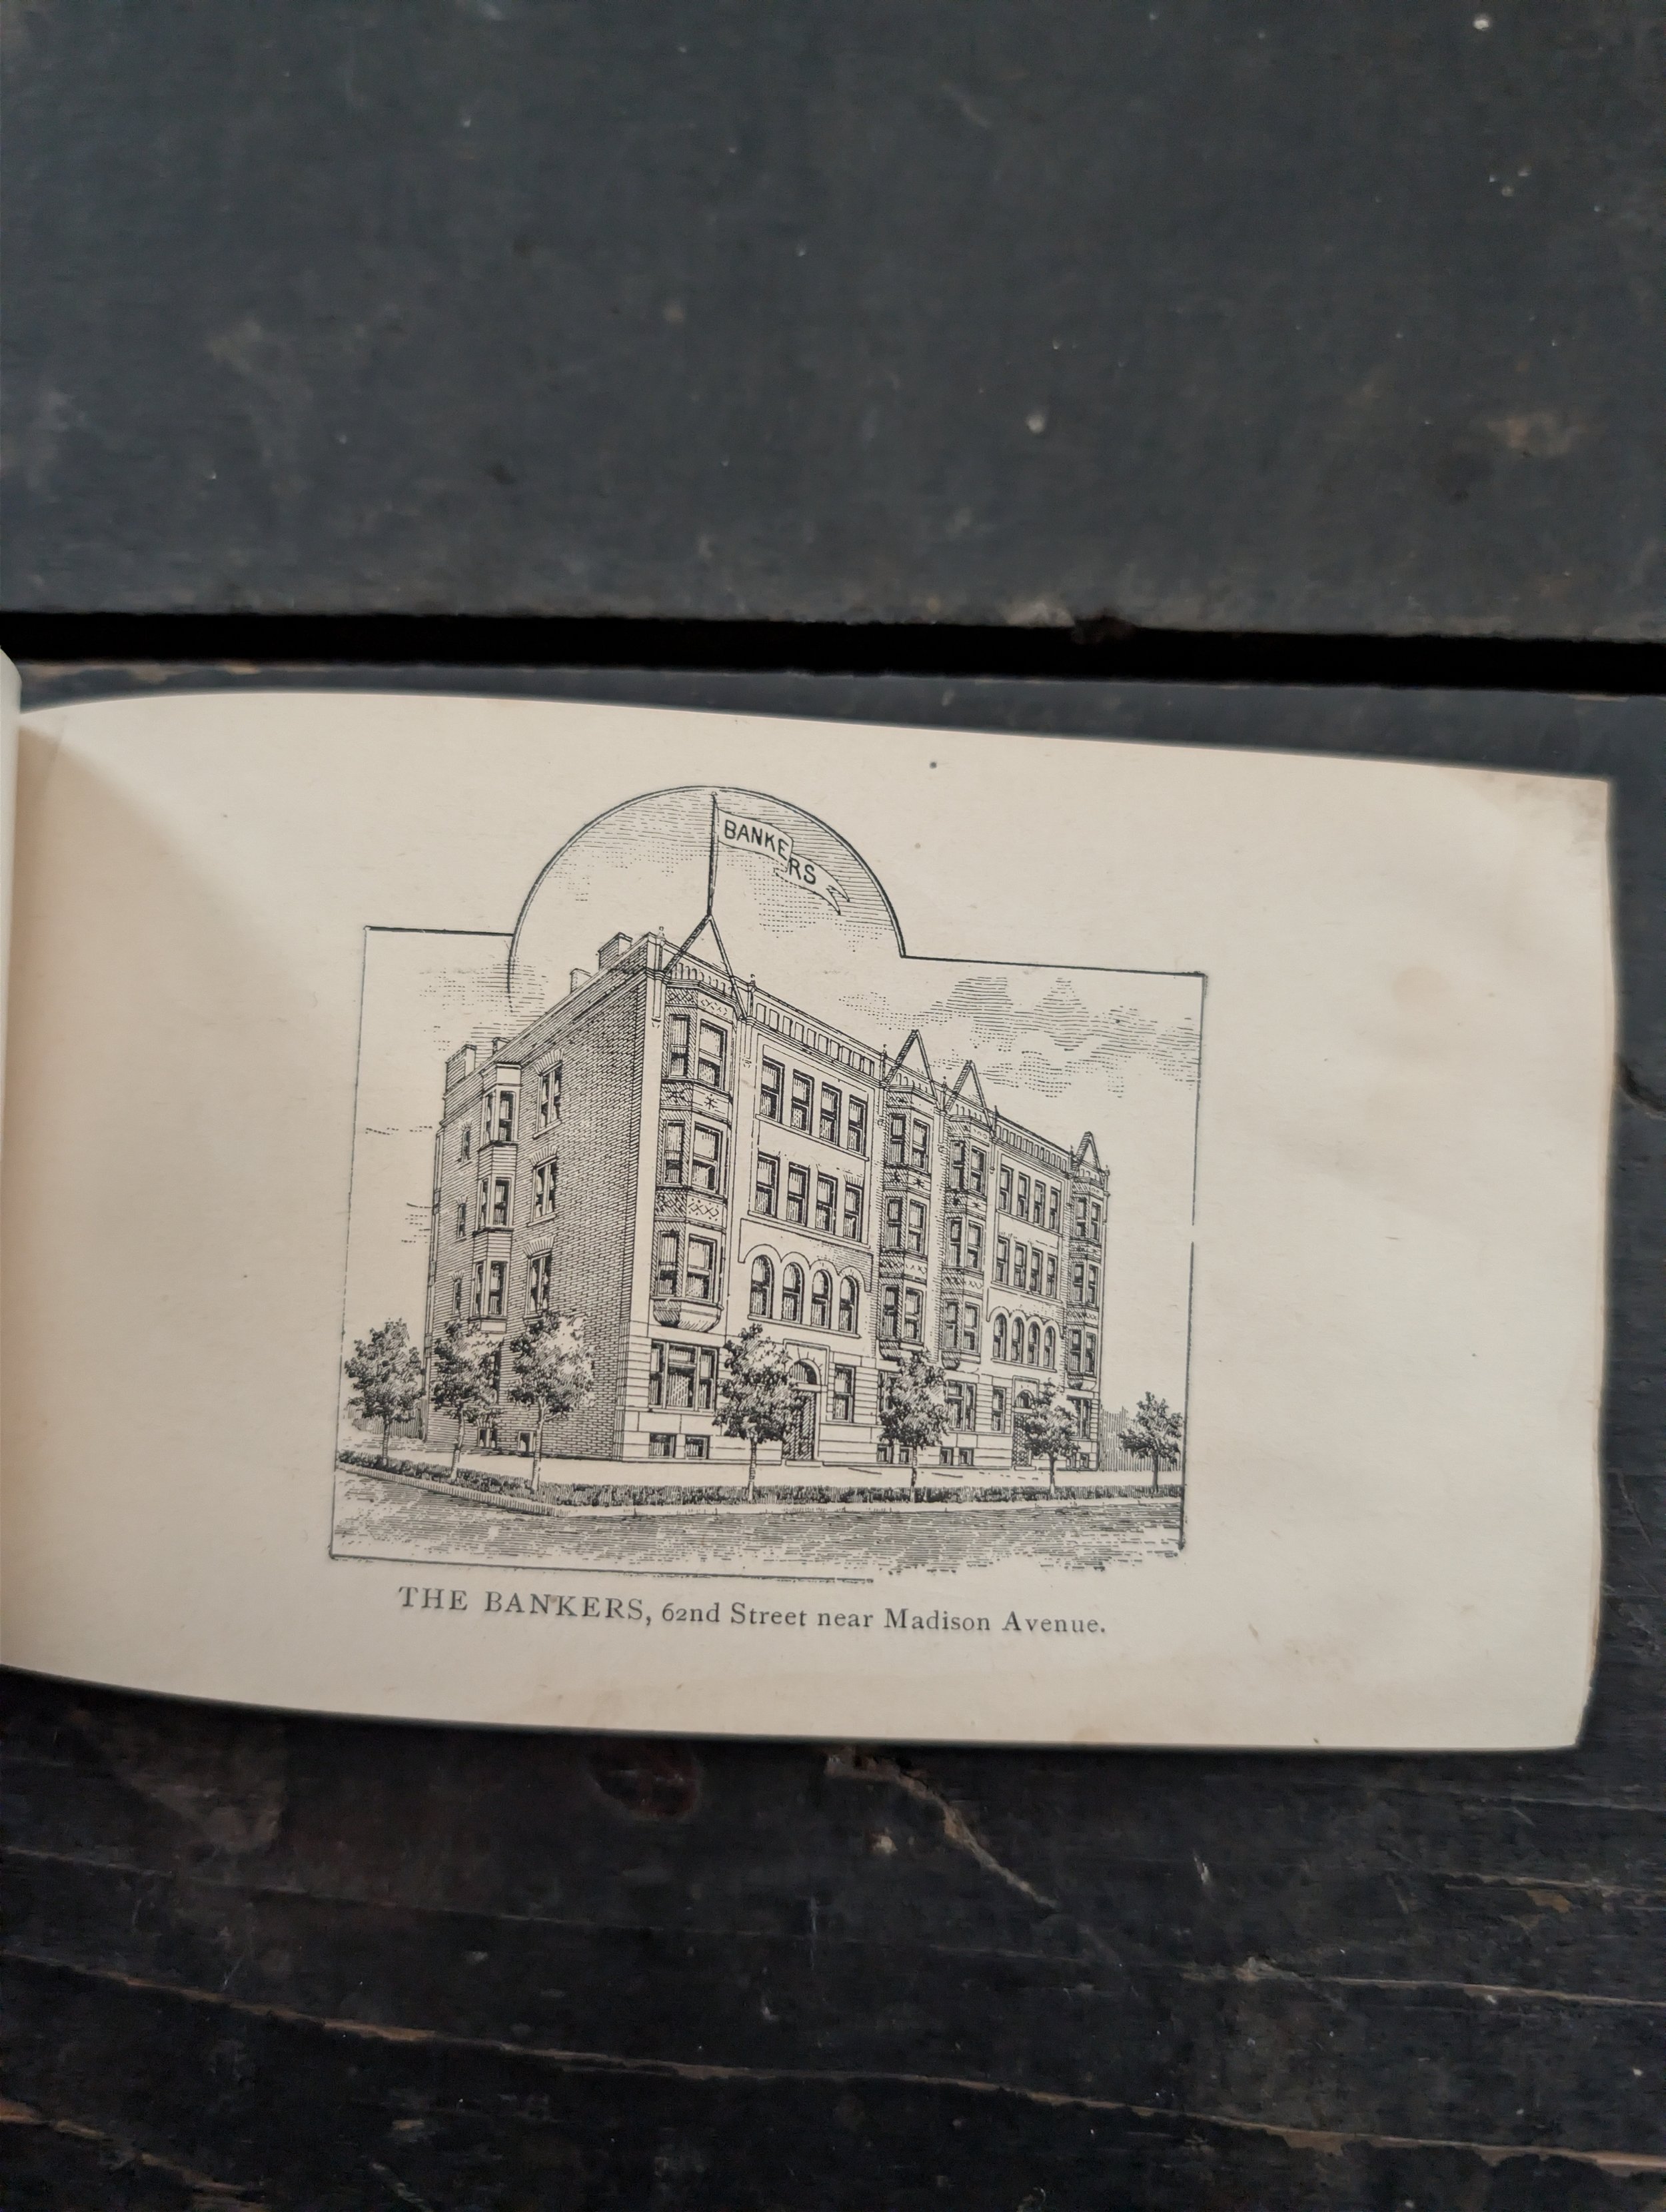 BANKERS
THE BANKERS, 62nd Street near Madison Avenue.